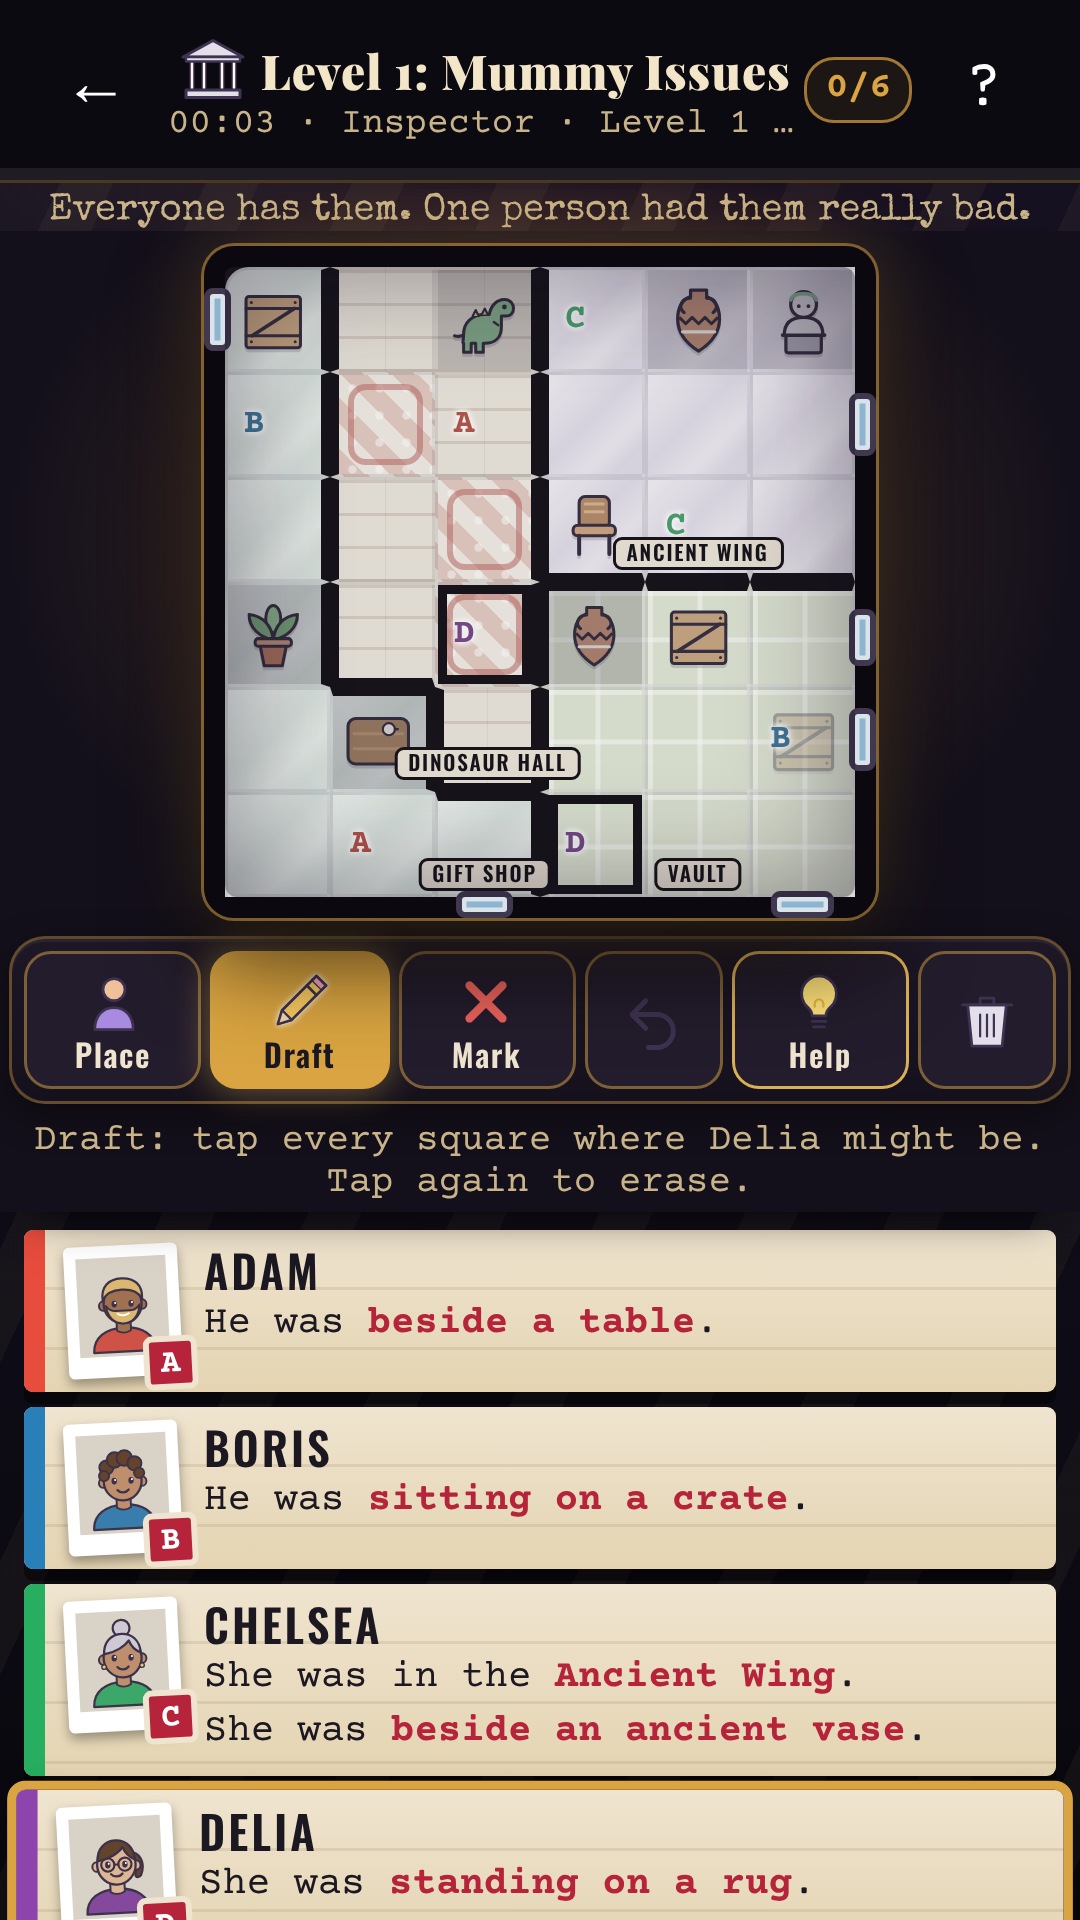 ← Level 1: Mummy Issues 0/6 ?
00:03 · Inspector · Level 1 …
Everyone has them. One person had them really bad.
C
B A
C
ANCIENT WING
D
B
DINOSAUR HALL
A D
GIFT SHOP VAULT
Place Draft Mark Help
Draft: tap every square where Delia might be.
Tap again to erase.
ADAM
He was beside a table.
A
BORIS
He was sitting on a crate.
B
CHELSEA
She was in the Ancient Wing.
She was beside an ancient vase.
C
DELIA
She was standing on a rug.
D